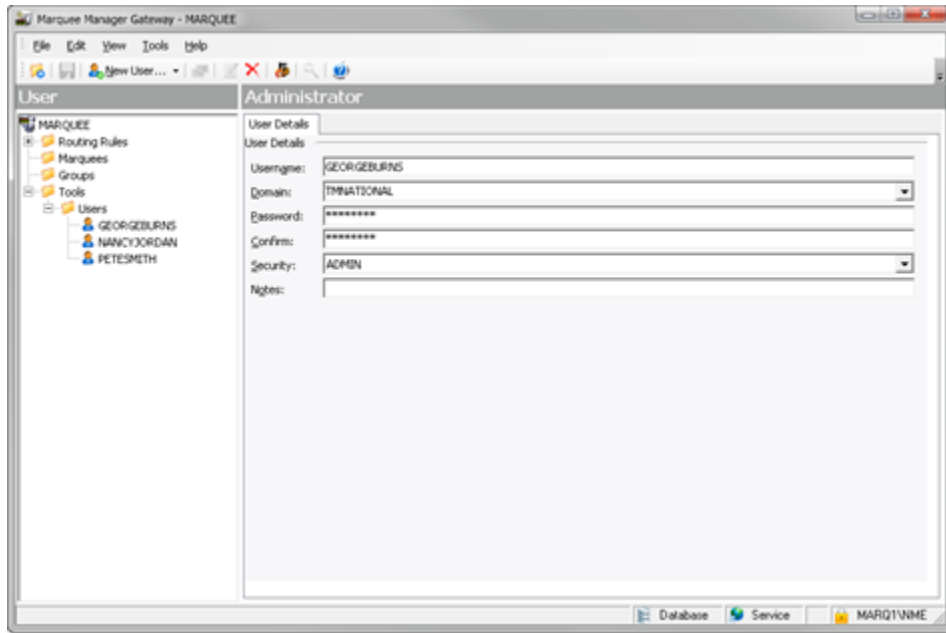 Marquee Manager Gateway - MARQUEE
File Edit View Tools Help
New User...
User
Administrator
MARQUEE
Routing Rules
Marquees
Groups
Tools
Users
GEORGEBURNS
NANCYJORDAN
PETESMITH
User Details
User Details
Username: GEORGEBURNS
Domain: TMNATIONAL
Password: ********
Confirm: ********
Security: ADMIN
Notes:
Database Service MARQ1\NME